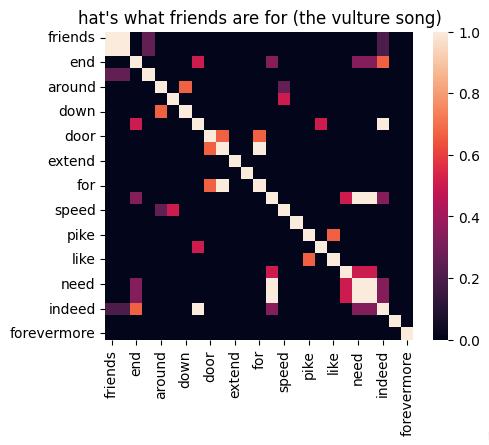 hat's what friends are for (the vulture song)
friends
end
around
down
door
extend
for
speed
pike
like
need
indeed
forevermore
1.0
0.8
0.6
0.4
0.2
0.0
friends
end
around
down
door
extend
for
speed
pike
like
need
indeed
forevermore